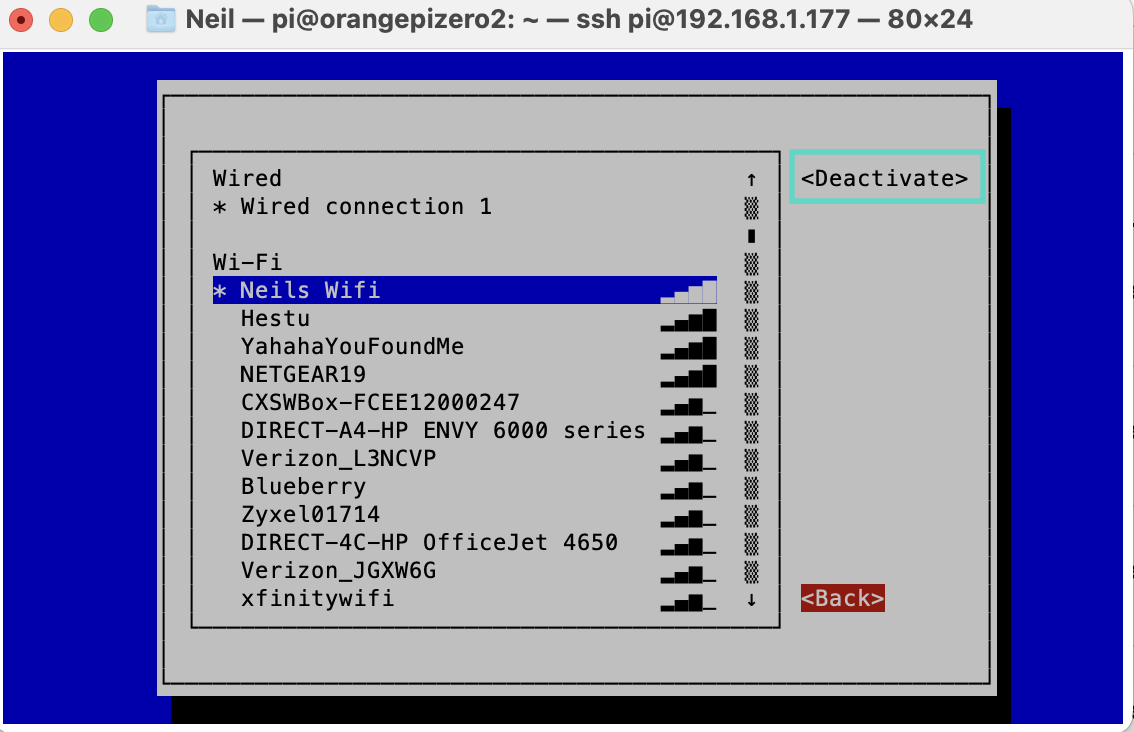 Neil — pi@orangepizero2: ~ — ssh pi@192.168.1.177 — 80×24
Wired ↑ <Deactivate>
* Wired connection 1
Wi-Fi
* Neils Wifi
Hestu
YahahaYouFoundMe
NETGEAR19
CXSWBox-FCEE12000247
DIRECT-A4-HP ENVY 6000 series
Verizon_L3NCVP
Blueberry
Zyxel01714
DIRECT-4C-HP OfficeJet 4650
Verizon_JGXW6G
xfinitywifi ↓ <Back>